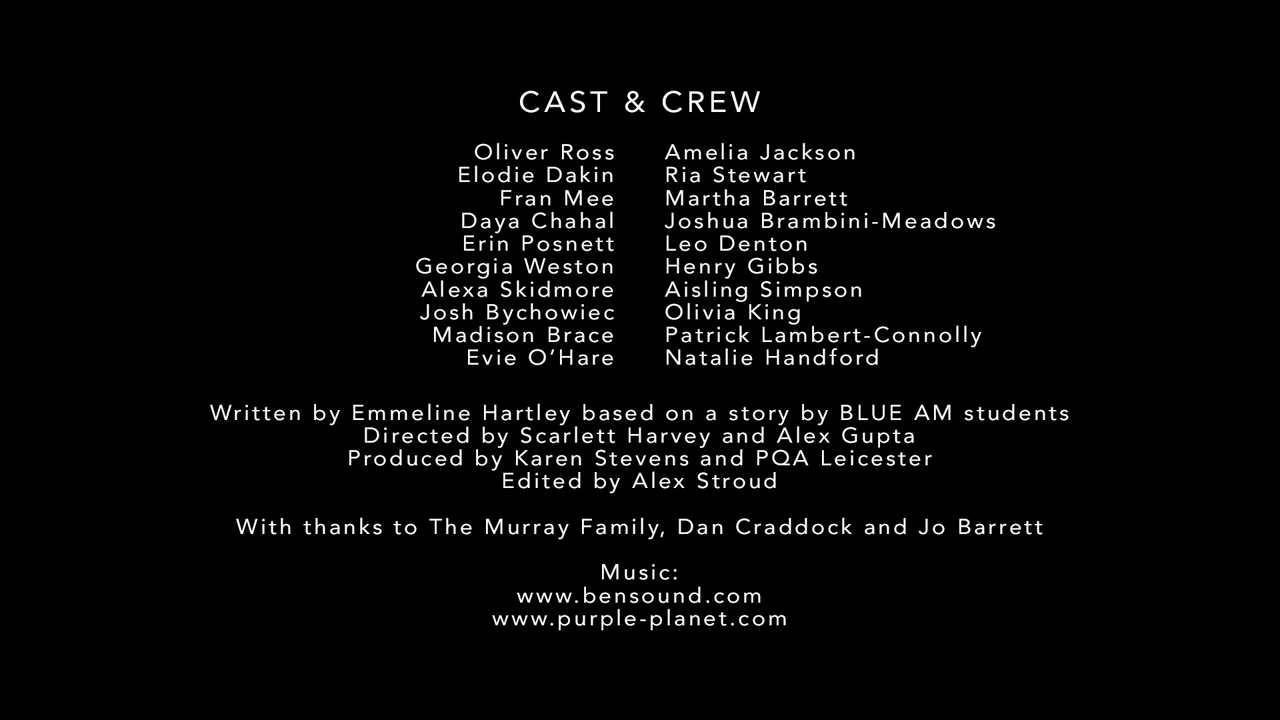 CAST & CREW
Oliver Ross Amelia Jackson
Elodie Dakin Ria Stewart
Fran Mee Martha Barrett
Daya Chahal Joshua Brambini-Meadows
Erin Posnett Leo Denton
Georgia Weston Henry Gibbs
Alexa Skidmore Aisling Simpson
Josh Bychowiec Olivia King
Madison Brace Patrick Lambert-Connolly
Evie O’Hare Natalie Handford
Written by Emmeline Hartley based on a story by BLUE AM students
Directed by Scarlett Harvey and Alex Gupta
Produced by Karen Stevens and PQA Leicester
Edited by Alex Stroud
With thanks to The Murray Family, Dan Craddock and Jo Barrett
Music:
www.bensound.com
www.purple-planet.com